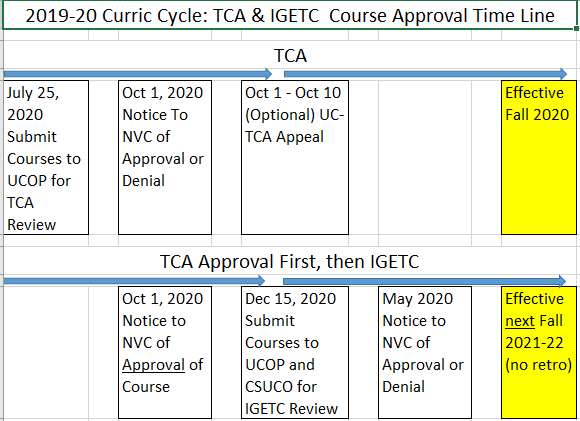 2019-20 Curric Cycle: TCA & IGETC Course Approval Time Line
TCA
July 25,
2020
Submit
Courses to
UCOP for
TCA
Review
Oct 1, 2020
Notice To
NVC of
Approval or
Denial
Oct 1 - Oct 10
(Optional) UC-
TCA Appeal
Effective
Fall 2020
TCA Approval First, then IGETC
Oct 1, 2020
Notice to
NVC of
Approval of
Course
Dec 15, 2020
Submit
Courses to
UCOP and
CSUCO for
IGETC Review
May 2020
Notice to
NVC of
Approval or
Denial
Effective
next Fall
2021-22
(no retro)